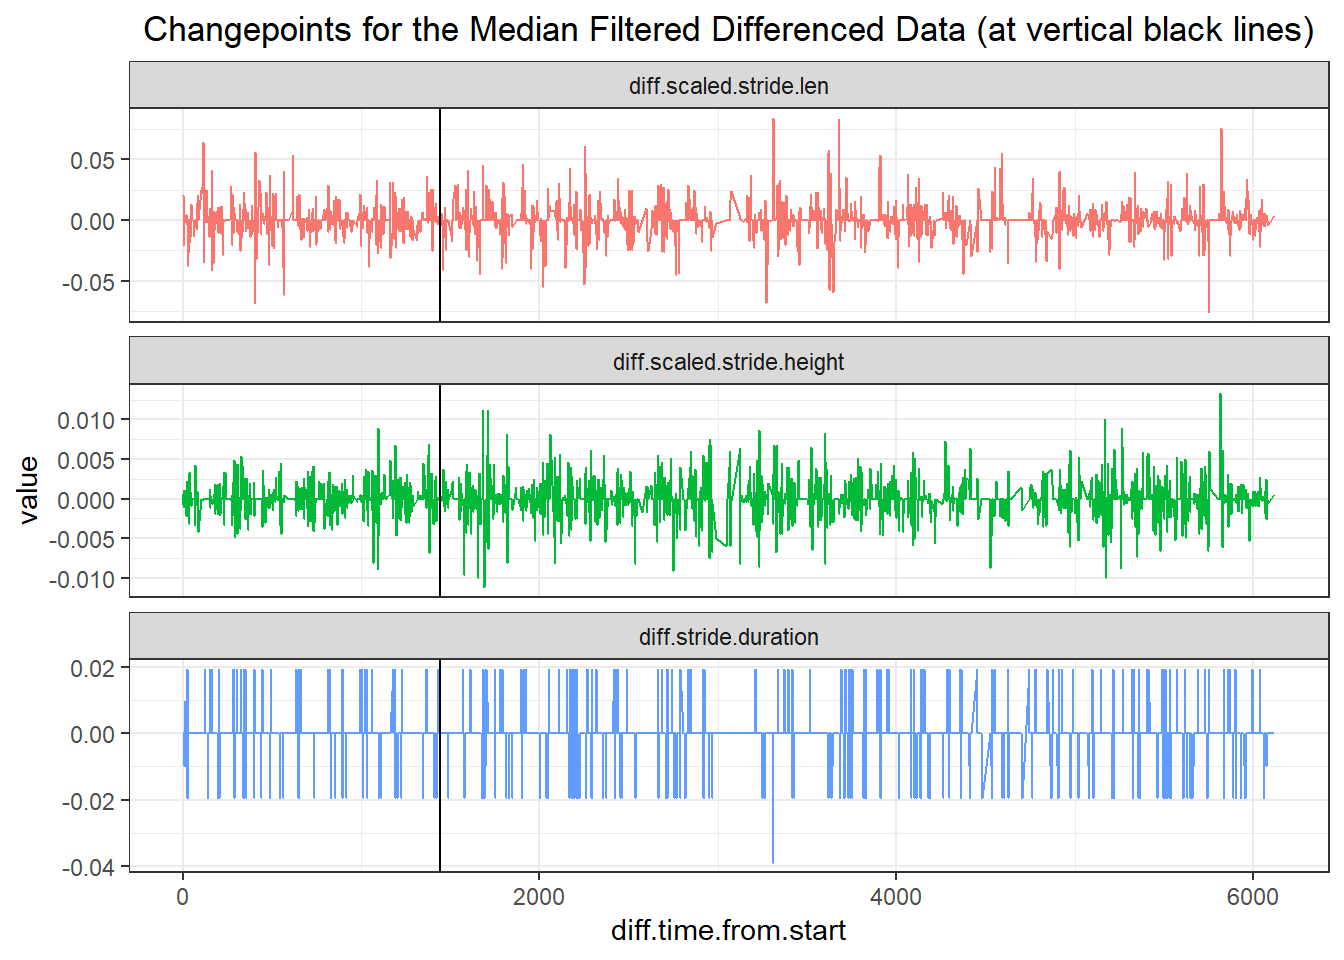 Changepoints for the Median Filtered Differenced Data (at vertical black lines)
diff.scaled.stride.len
0.05
0.00
-0.05
diff.scaled.stride.height
0.010
0.005
0.000
-0.005
-0.010
value
diff.stride.duration
0.02
0.00
-0.02
-0.04
0 2000 4000 6000
diff.time.from.start